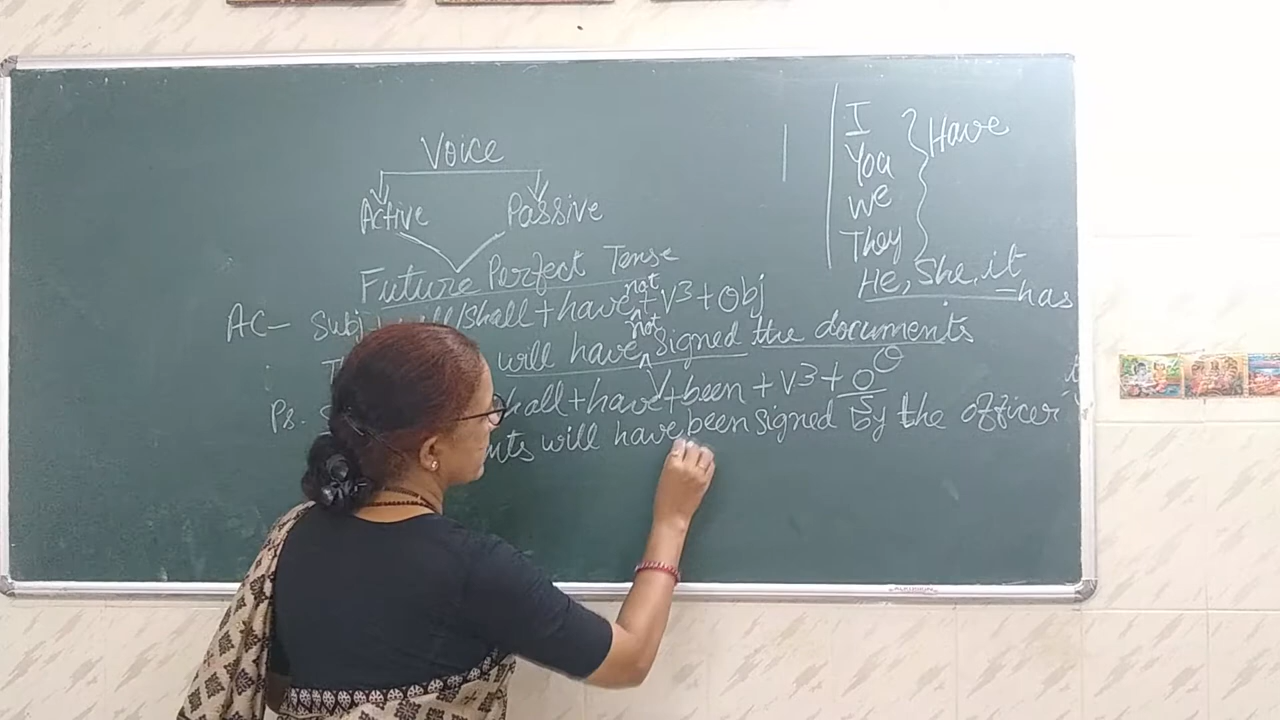 Voice
Active Passive
Future Perfect Tense
not
AC- Subj will/shall + have + V3 + Obj
not
will have signed the documents
Ps. hall + have + been + V3 + O
S
will have been signed by the officer
I
You
We
They
Have
He, She, it
has